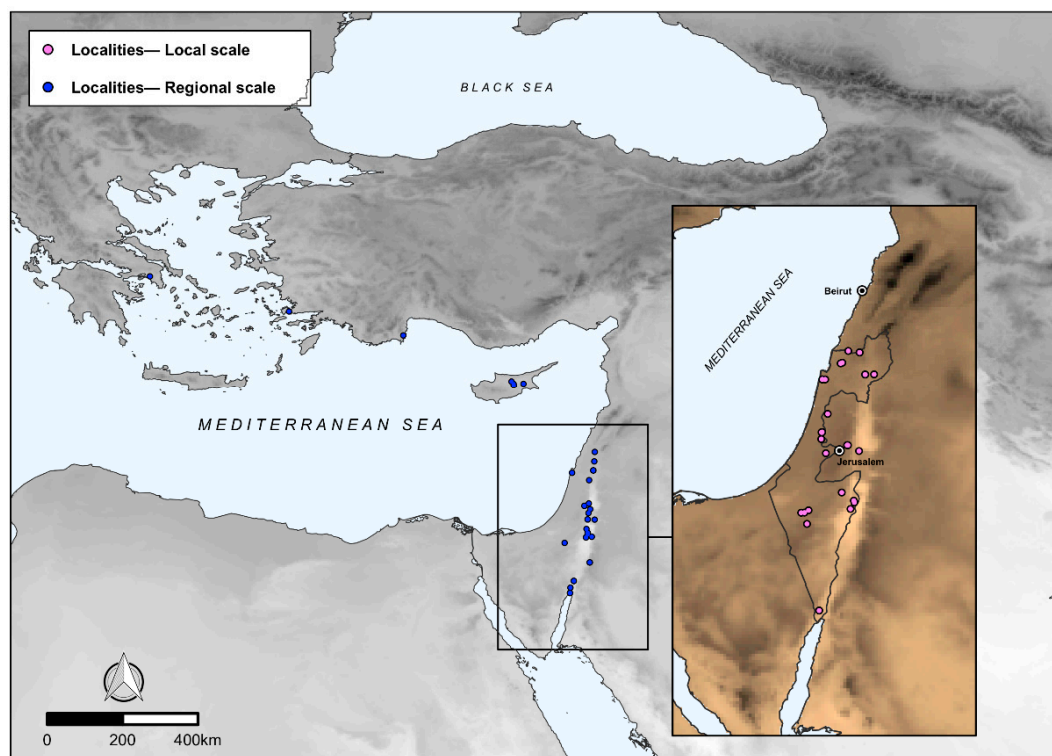 Localities— Local scale
Localities— Regional scale
BLACK SEA
MEDITERRANEAN SEA
Beirut
MEDITERRANEAN SEA
Jerusalem
0 200 400km